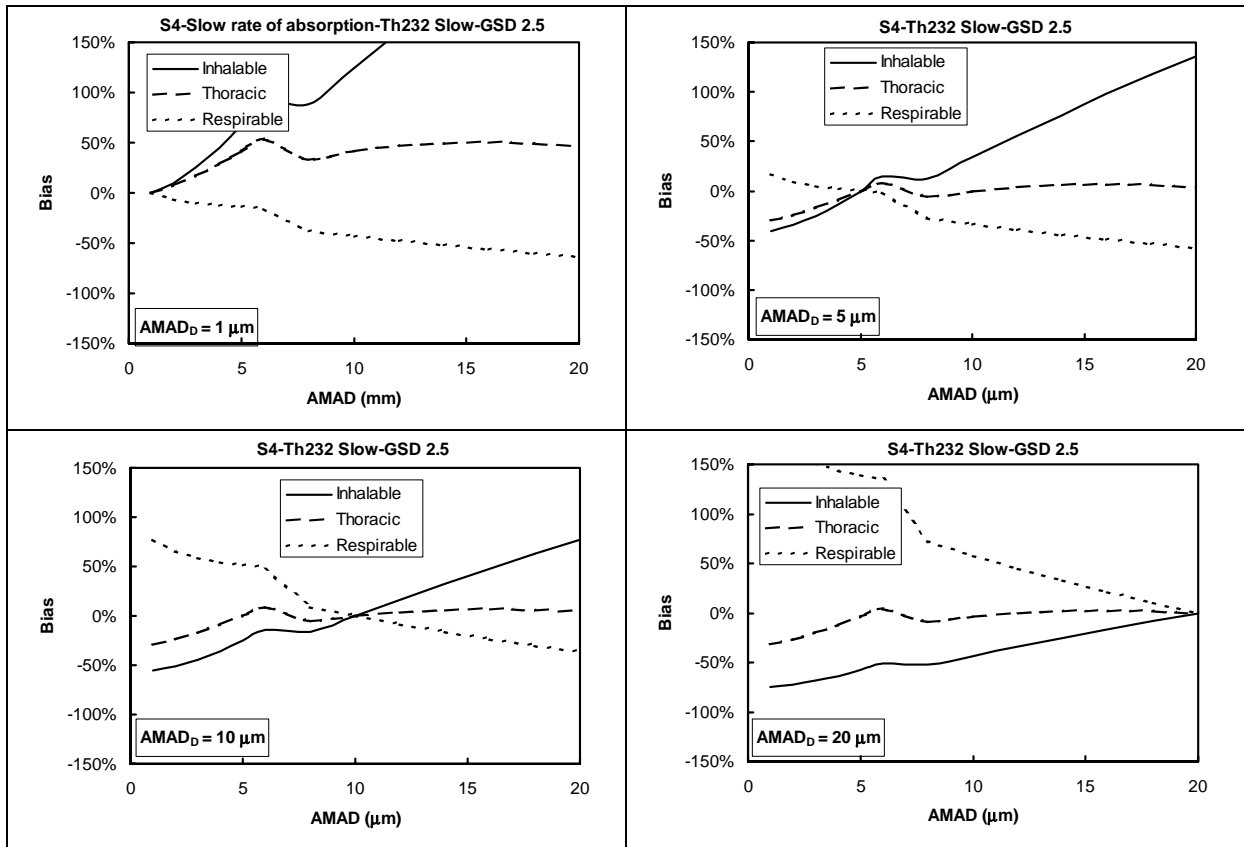 S4-Slow rate of absorption-Th232 Slow-GSD 2.5
150%
100%
50%
0%
-50%
-100%
-150%
Bias
Inhalable
Thoracic
Respirable
AMAD_D = 1 μm
0 5 10 15 20
AMAD (mm)
S4-Th232 Slow-GSD 2.5
150%
100%
50%
0%
-50%
-100%
-150%
Bias
Inhalable
Thoracic
Respirable
AMAD_D = 5 μm
0 5 10 15 20
AMAD (μm)
S4-Th232 Slow-GSD 2.5
150%
100%
50%
0%
-50%
-100%
-150%
Bias
Inhalable
Thoracic
Respirable
AMAD_D = 10 μm
0 5 10 15 20
AMAD (μm)
S4-Th232 Slow-GSD 2.5
150%
100%
50%
0%
-50%
-100%
-150%
Bias
Inhalable
Thoracic
Respirable
AMAD_D = 20 μm
0 5 10 15 20
AMAD (μm)